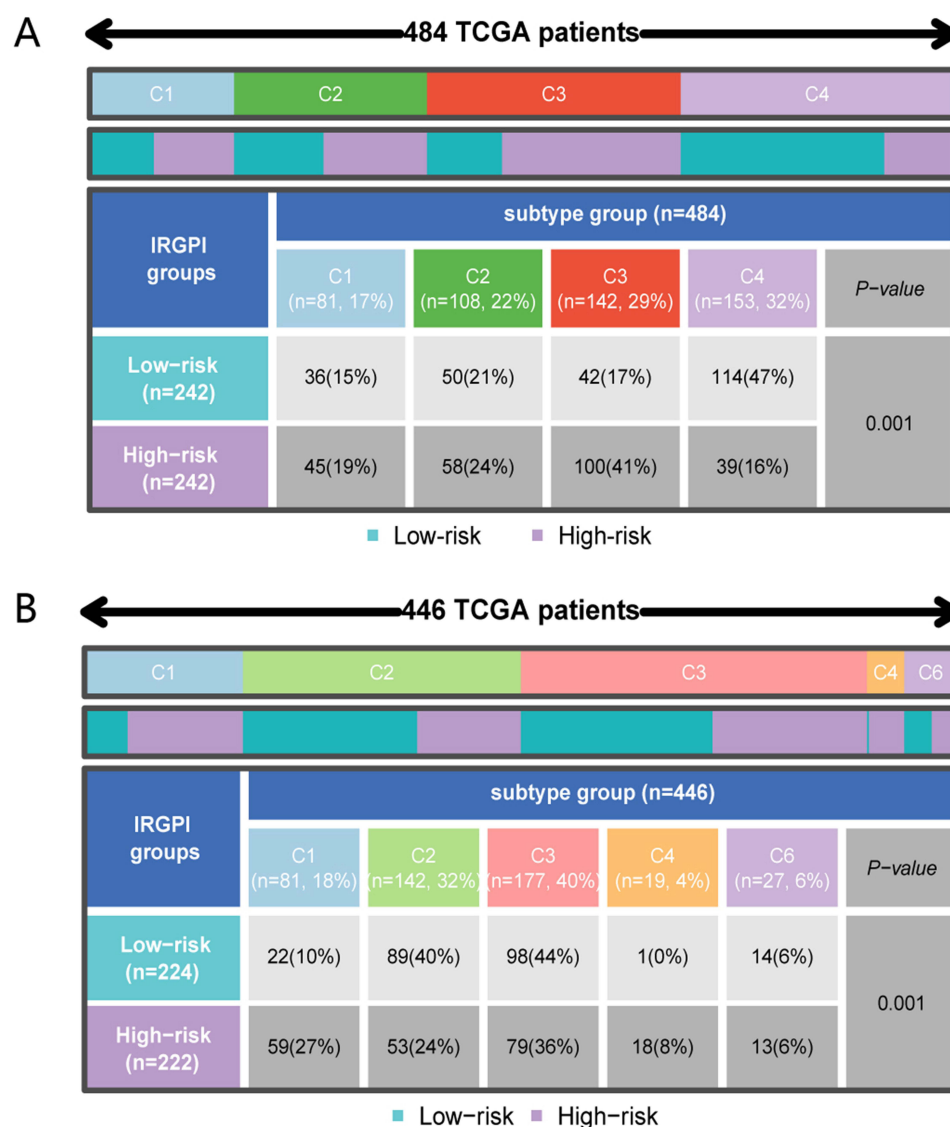 A
484 TCGA patients
C1 C2 C3 C4
IRGPI groups
subtype group (n=484)
C1 (n=81, 17%)
C2 (n=108, 22%)
C3 (n=142, 29%)
C4 (n=153, 32%)
P−value
Low−risk (n=242)
36(15%) 50(21%) 42(17%) 114(47%)
0.001
High−risk (n=242)
45(19%) 58(24%) 100(41%) 39(16%)
Low-risk High-risk
B
446 TCGA patients
C1 C2 C3 C4 C6
IRGPI groups
subtype group (n=446)
C1 (n=81, 18%)
C2 (n=142, 32%)
C3 (n=177, 40%)
C4 (n=19, 4%)
C6 (n=27, 6%)
P−value
Low−risk (n=224)
22(10%) 89(40%) 98(44%) 1(0%) 14(6%)
0.001
High−risk (n=222)
59(27%) 53(24%) 79(36%) 18(8%) 13(6%)
Low−risk High−risk